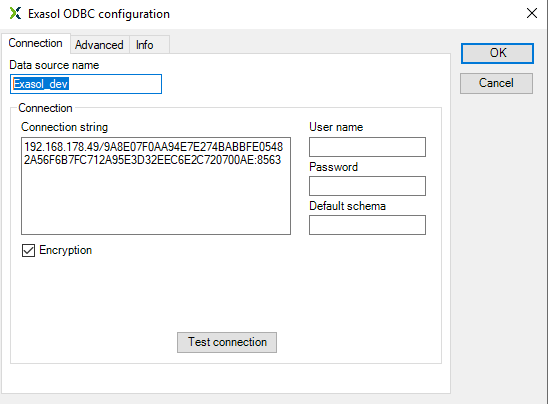 Exasol ODBC configuration
Connection Advanced Info
Data source name
Exasol_dev
OK
Cancel
Connection
Connection string
192.168.178.49/9A8E07F0AA94E7E274BABBFE0548
2A56F6B7FC712A95E3D32EEC6E2C720700AE:8563
User name
Password
Default schema
Encryption
Test connection